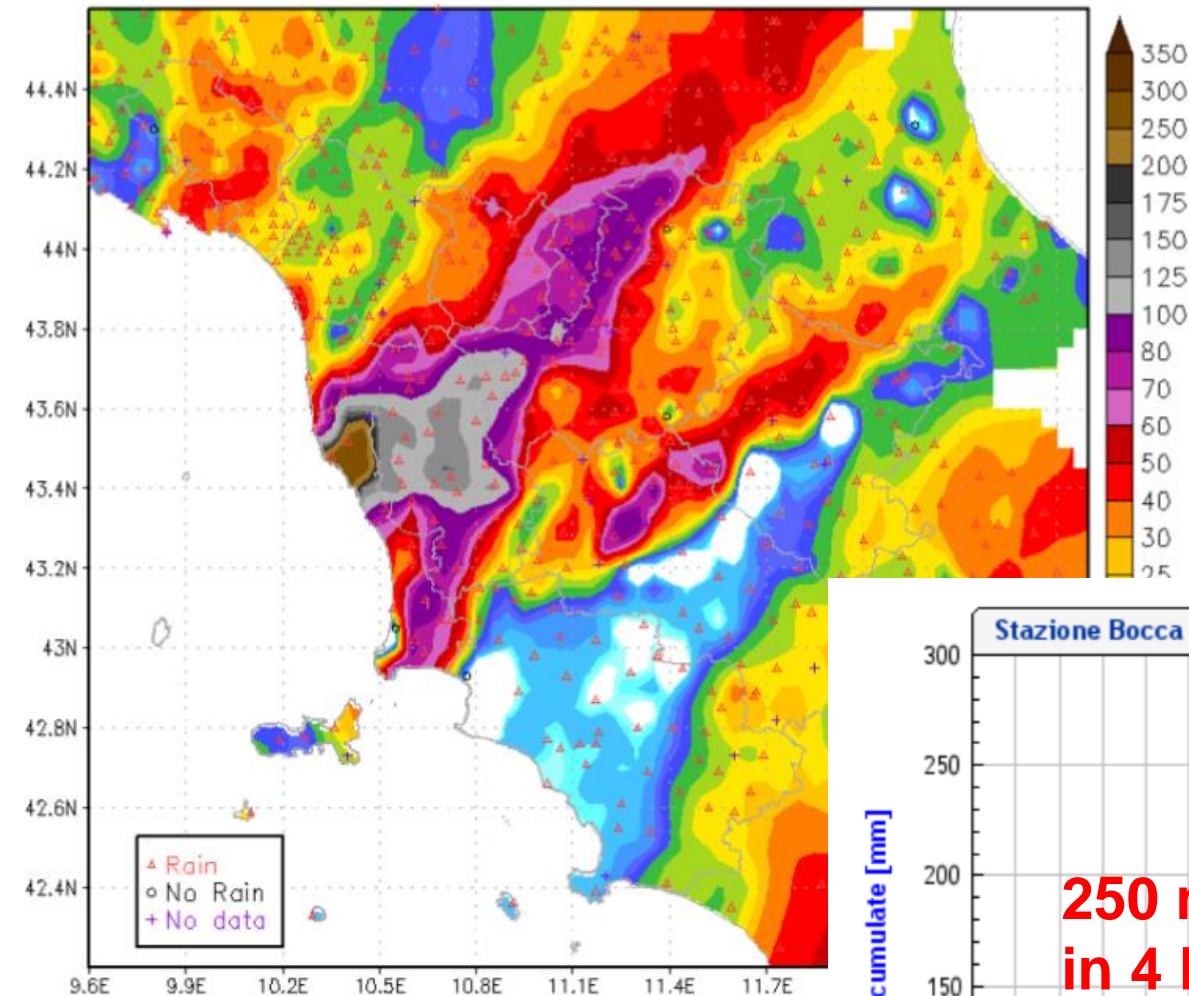 44.4N
44.2N
44N
43.8N
43.6N
43.4N
43.2N
43N
42.8N
42.6N
42.4N
9.6E 9.9E 10.2E 10.5E 10.8E 11.1E 11.4E 11.7E
Rain
No Rain
No data
350
300
250
200
175
150
125
100
80
70
60
50
40
30
25
Stazione Bocca
300
250
200
150
cumulate [mm]
250
in 4